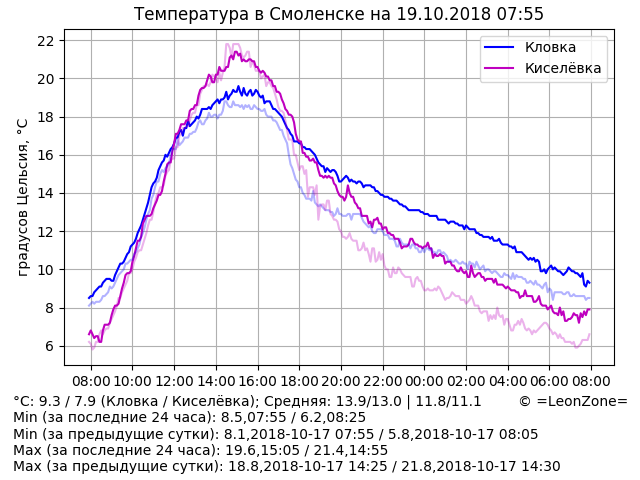 Температура в Смоленске на 19.10.2018 07:55
Кловка
Киселёвка
градусов Цельсия, °C
22
20
18
16
14
12
10
8
6
08:00 10:00 12:00 14:00 16:00 18:00 20:00 22:00 00:00 02:00 04:00 06:00 08:00
°C: 9.3 / 7.9 (Кловка / Киселёвка); Средняя: 13.9/13.0 | 11.8/11.1 © =LeonZone=
Min (за последние 24 часа): 8.5,07:55 / 6.2,08:25
Min (за предыдущие сутки): 8.1,2018-10-17 07:55 / 5.8,2018-10-17 08:05
Max (за последние 24 часа): 19.6,15:05 / 21.4,14:55
Max (за предыдущие сутки): 18.8,2018-10-17 14:25 / 21.8,2018-10-17 14:30